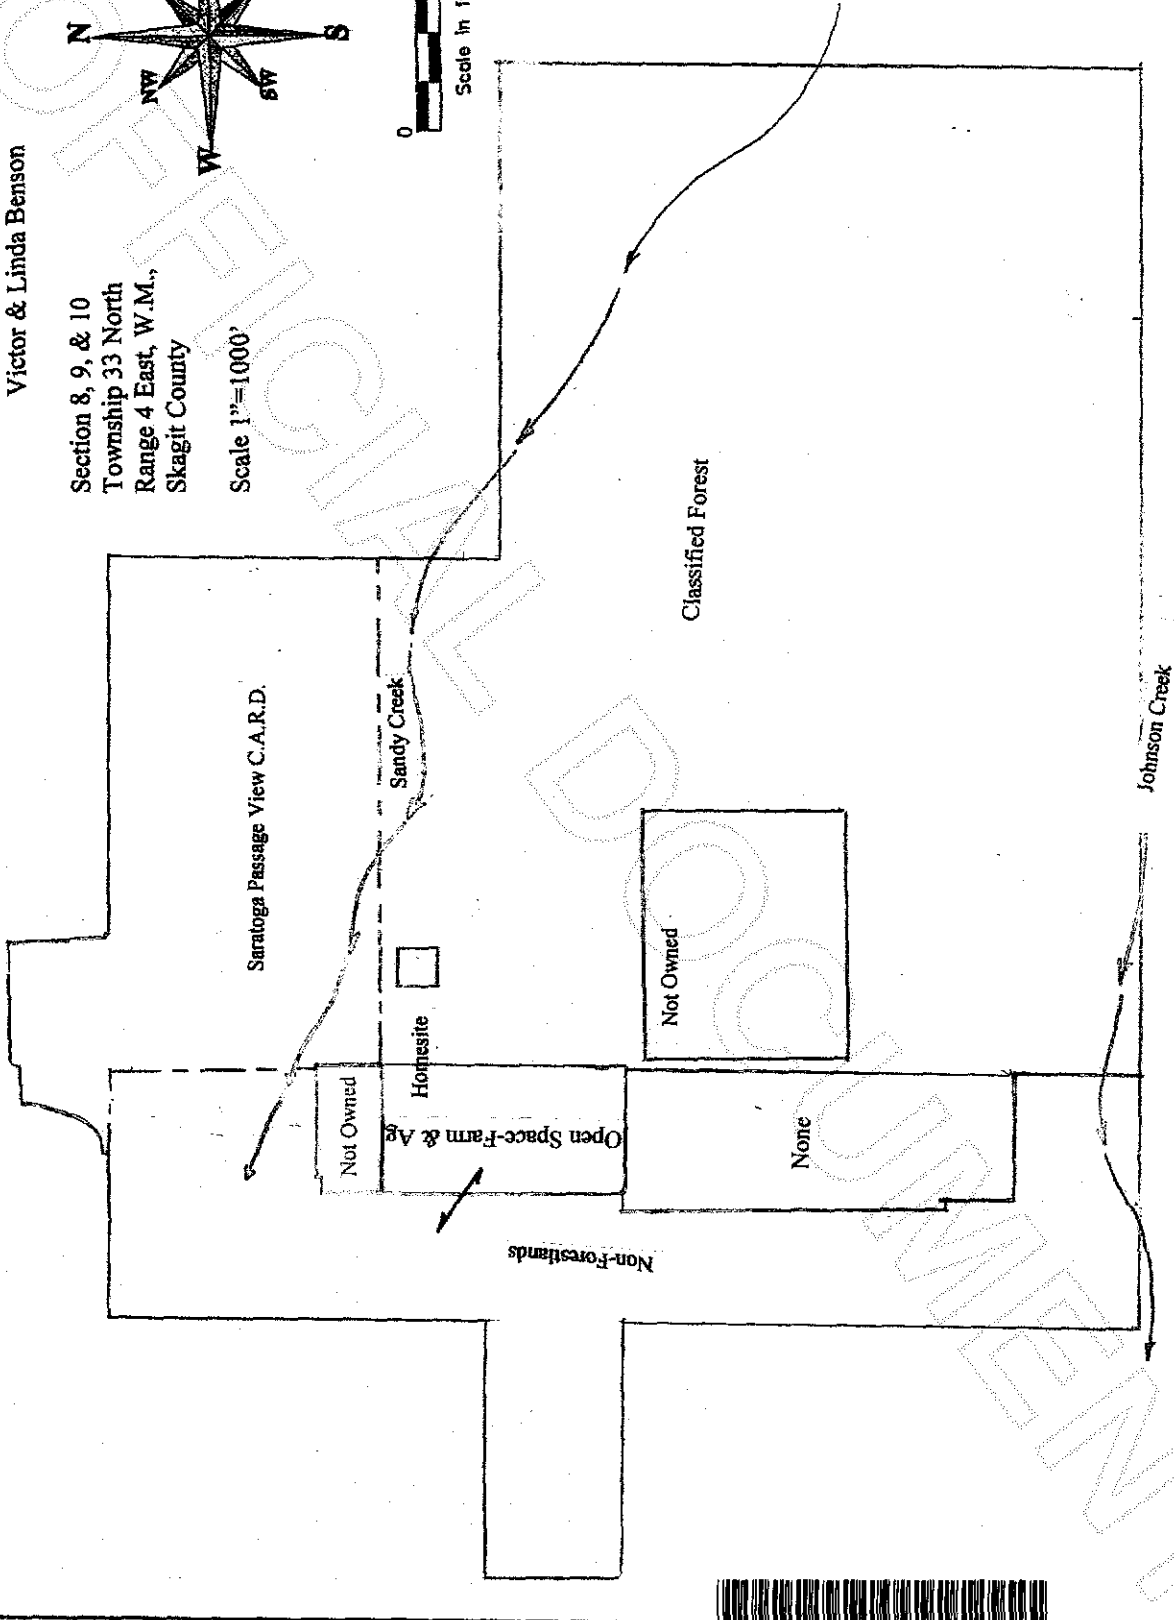 Victor & Linda Benson
Section 8, 9, & 10
Township 33 North
Range 4 East, W.M.,
Skagit County
Scale 1"=1000'
N
NW
W
SW
S
0
Scale in
Saratoga Passage View C.A.R.D.
Sandy Creek
Classified Forest
Homesite
Not Owned
Not Owned
Open Space-Farm & Ag
None
Non-Forestlands
Johnson Creek
OFFICIAL DOCUMEN